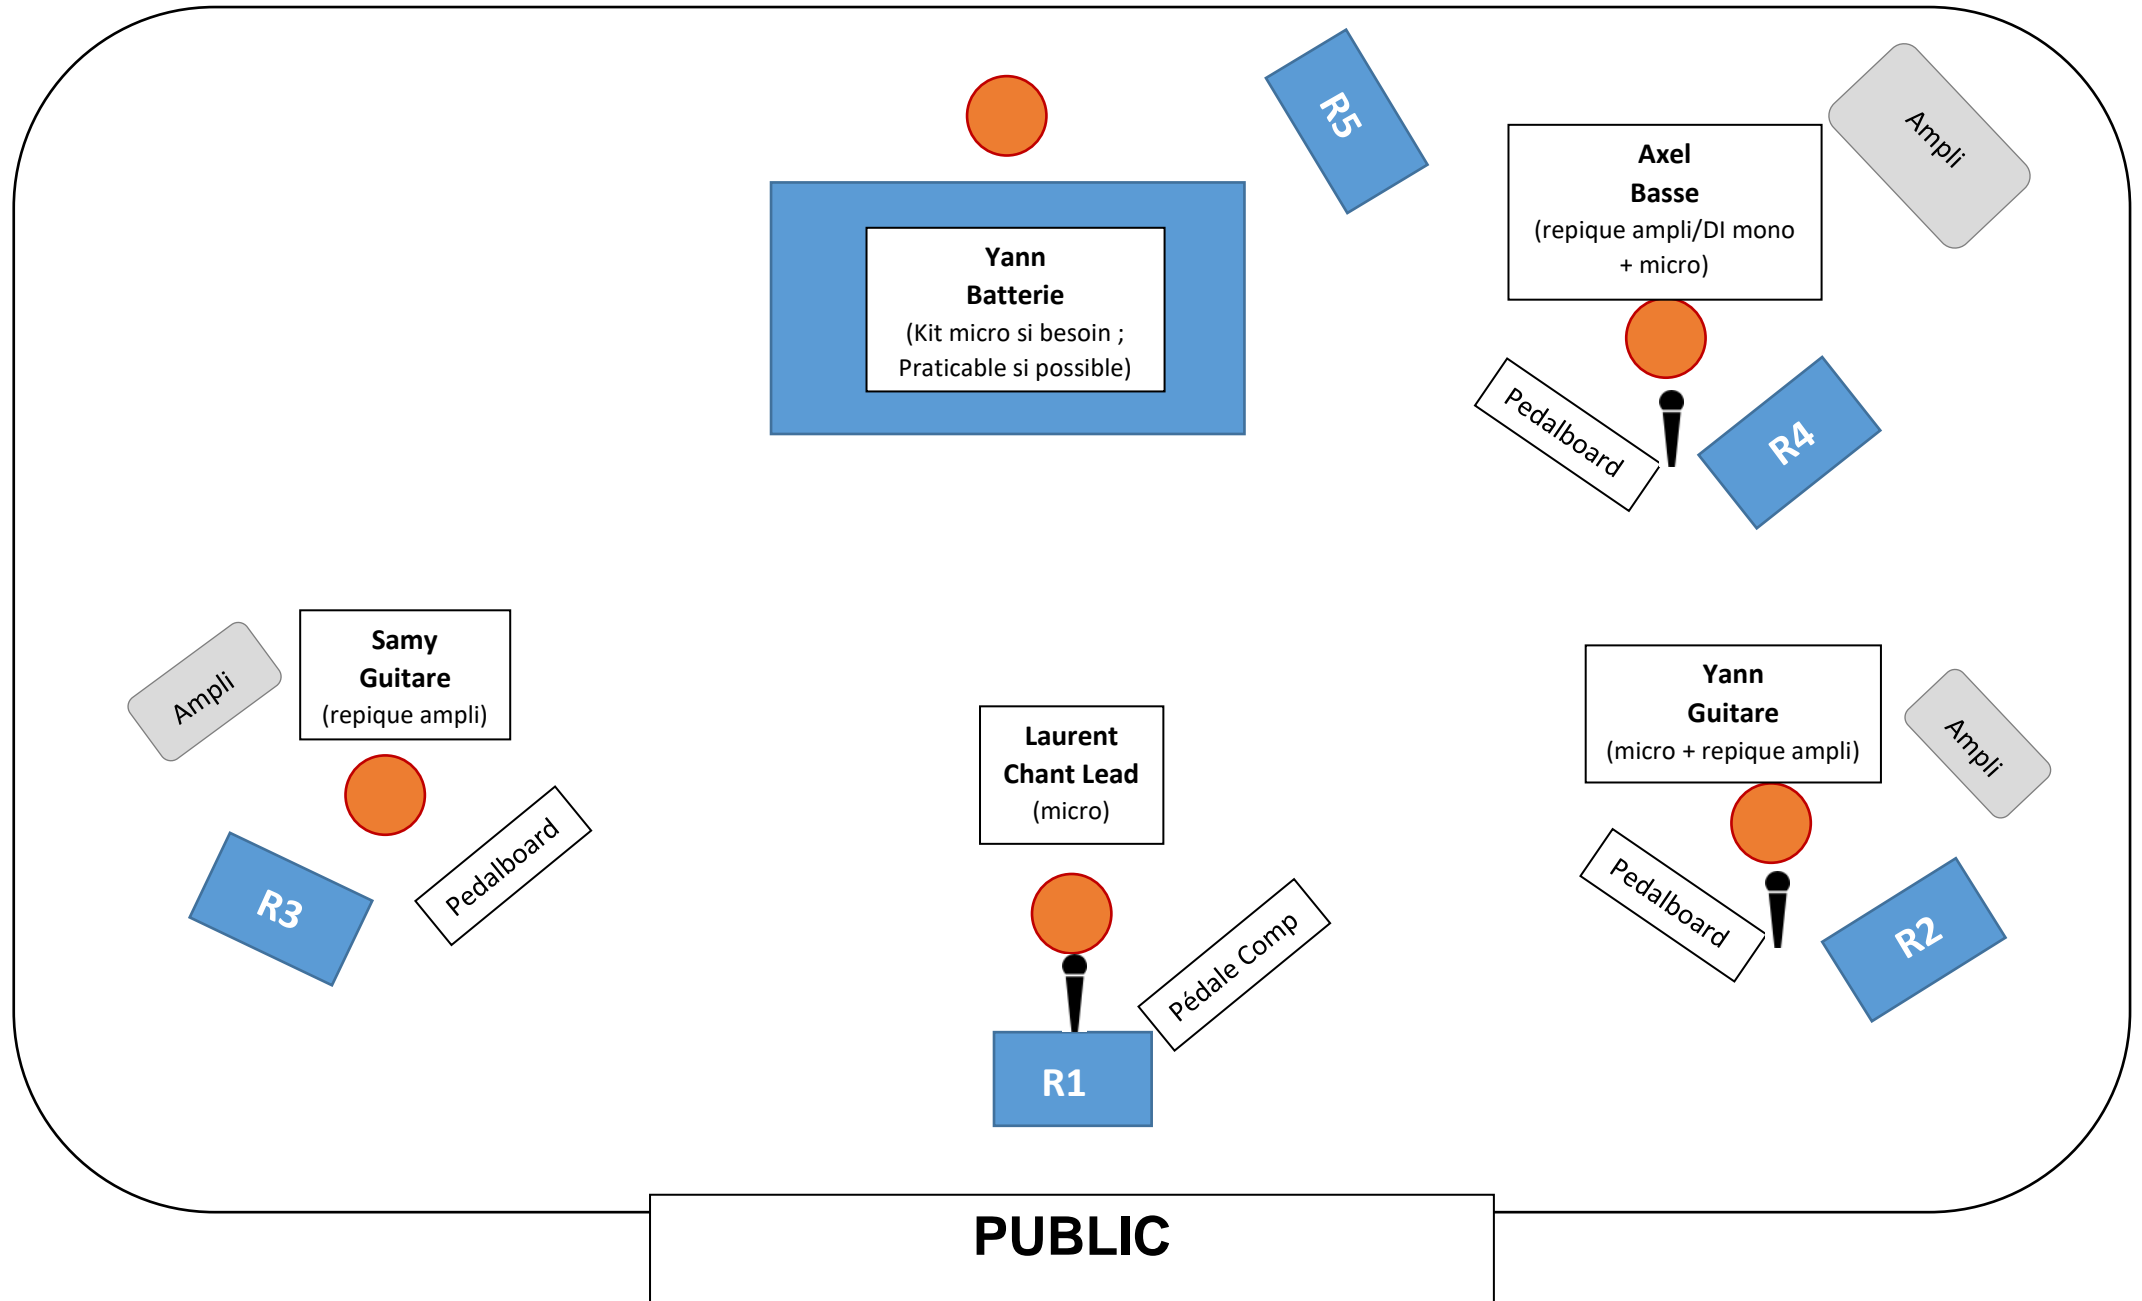 R5
Ampli
Axel
Basse
(repique ampli/DI mono
+ micro)
Yann
Batterie
(Kit micro si besoin ;
Praticable si possible)
Pedalboard
R4
Samy
Guitare
(repique ampli)
Ampli
Pedalboard
R3
Laurent
Chant Lead
(micro)
Pédale Comp
R1
Yann
Guitare
(micro + repique ampli)
Ampli
Pedalboard
R2
PUBLIC